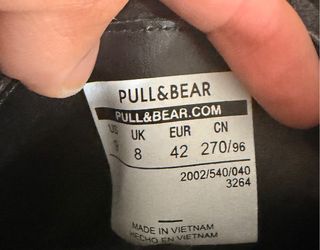 PULL&BEAR
PULL&BEAR.COM
US UK EUR CN
9 8 42 270/96
2002/540/040
3264
MADE IN VIETNAM
HECHO EN VIETNAM